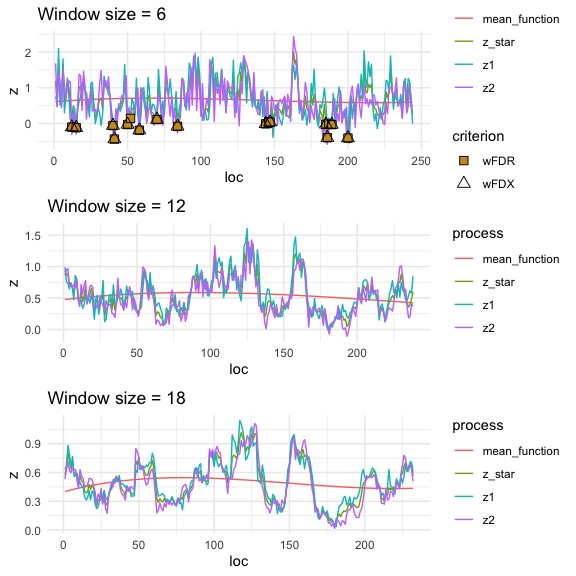 Window size = 6
z
2
1
0
0
50
100
150
200
250
loc
mean_function
z_star
z1
z2
criterion
wFDR
wFDX
Window size = 12
z
1.5
1.0
0.5
0.0
0
50
100
150
200
loc
process
mean_function
z_star
z1
z2
Window size = 18
z
0.9
0.6
0.3
0.0
0
50
100
150
200
loc
process
mean_function
z_star
z1
z2